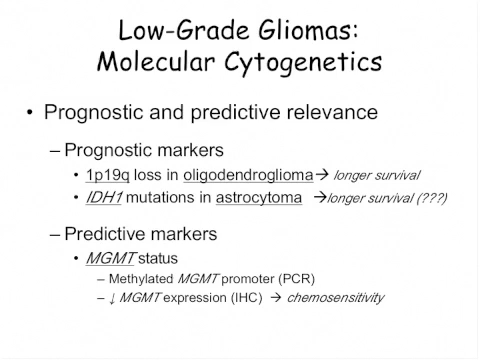 Low-Grade Gliomas:
Molecular Cytogenetics
• Prognostic and predictive relevance
– Prognostic markers
• 1p19q loss in oligodendroglioma→ longer survival
• IDH1 mutations in astrocytoma →longer survival (???)
– Predictive markers
• MGMT status
– Methylated MGMT promoter (PCR)
– ↓ MGMT expression (IHC) → chemosensitivity